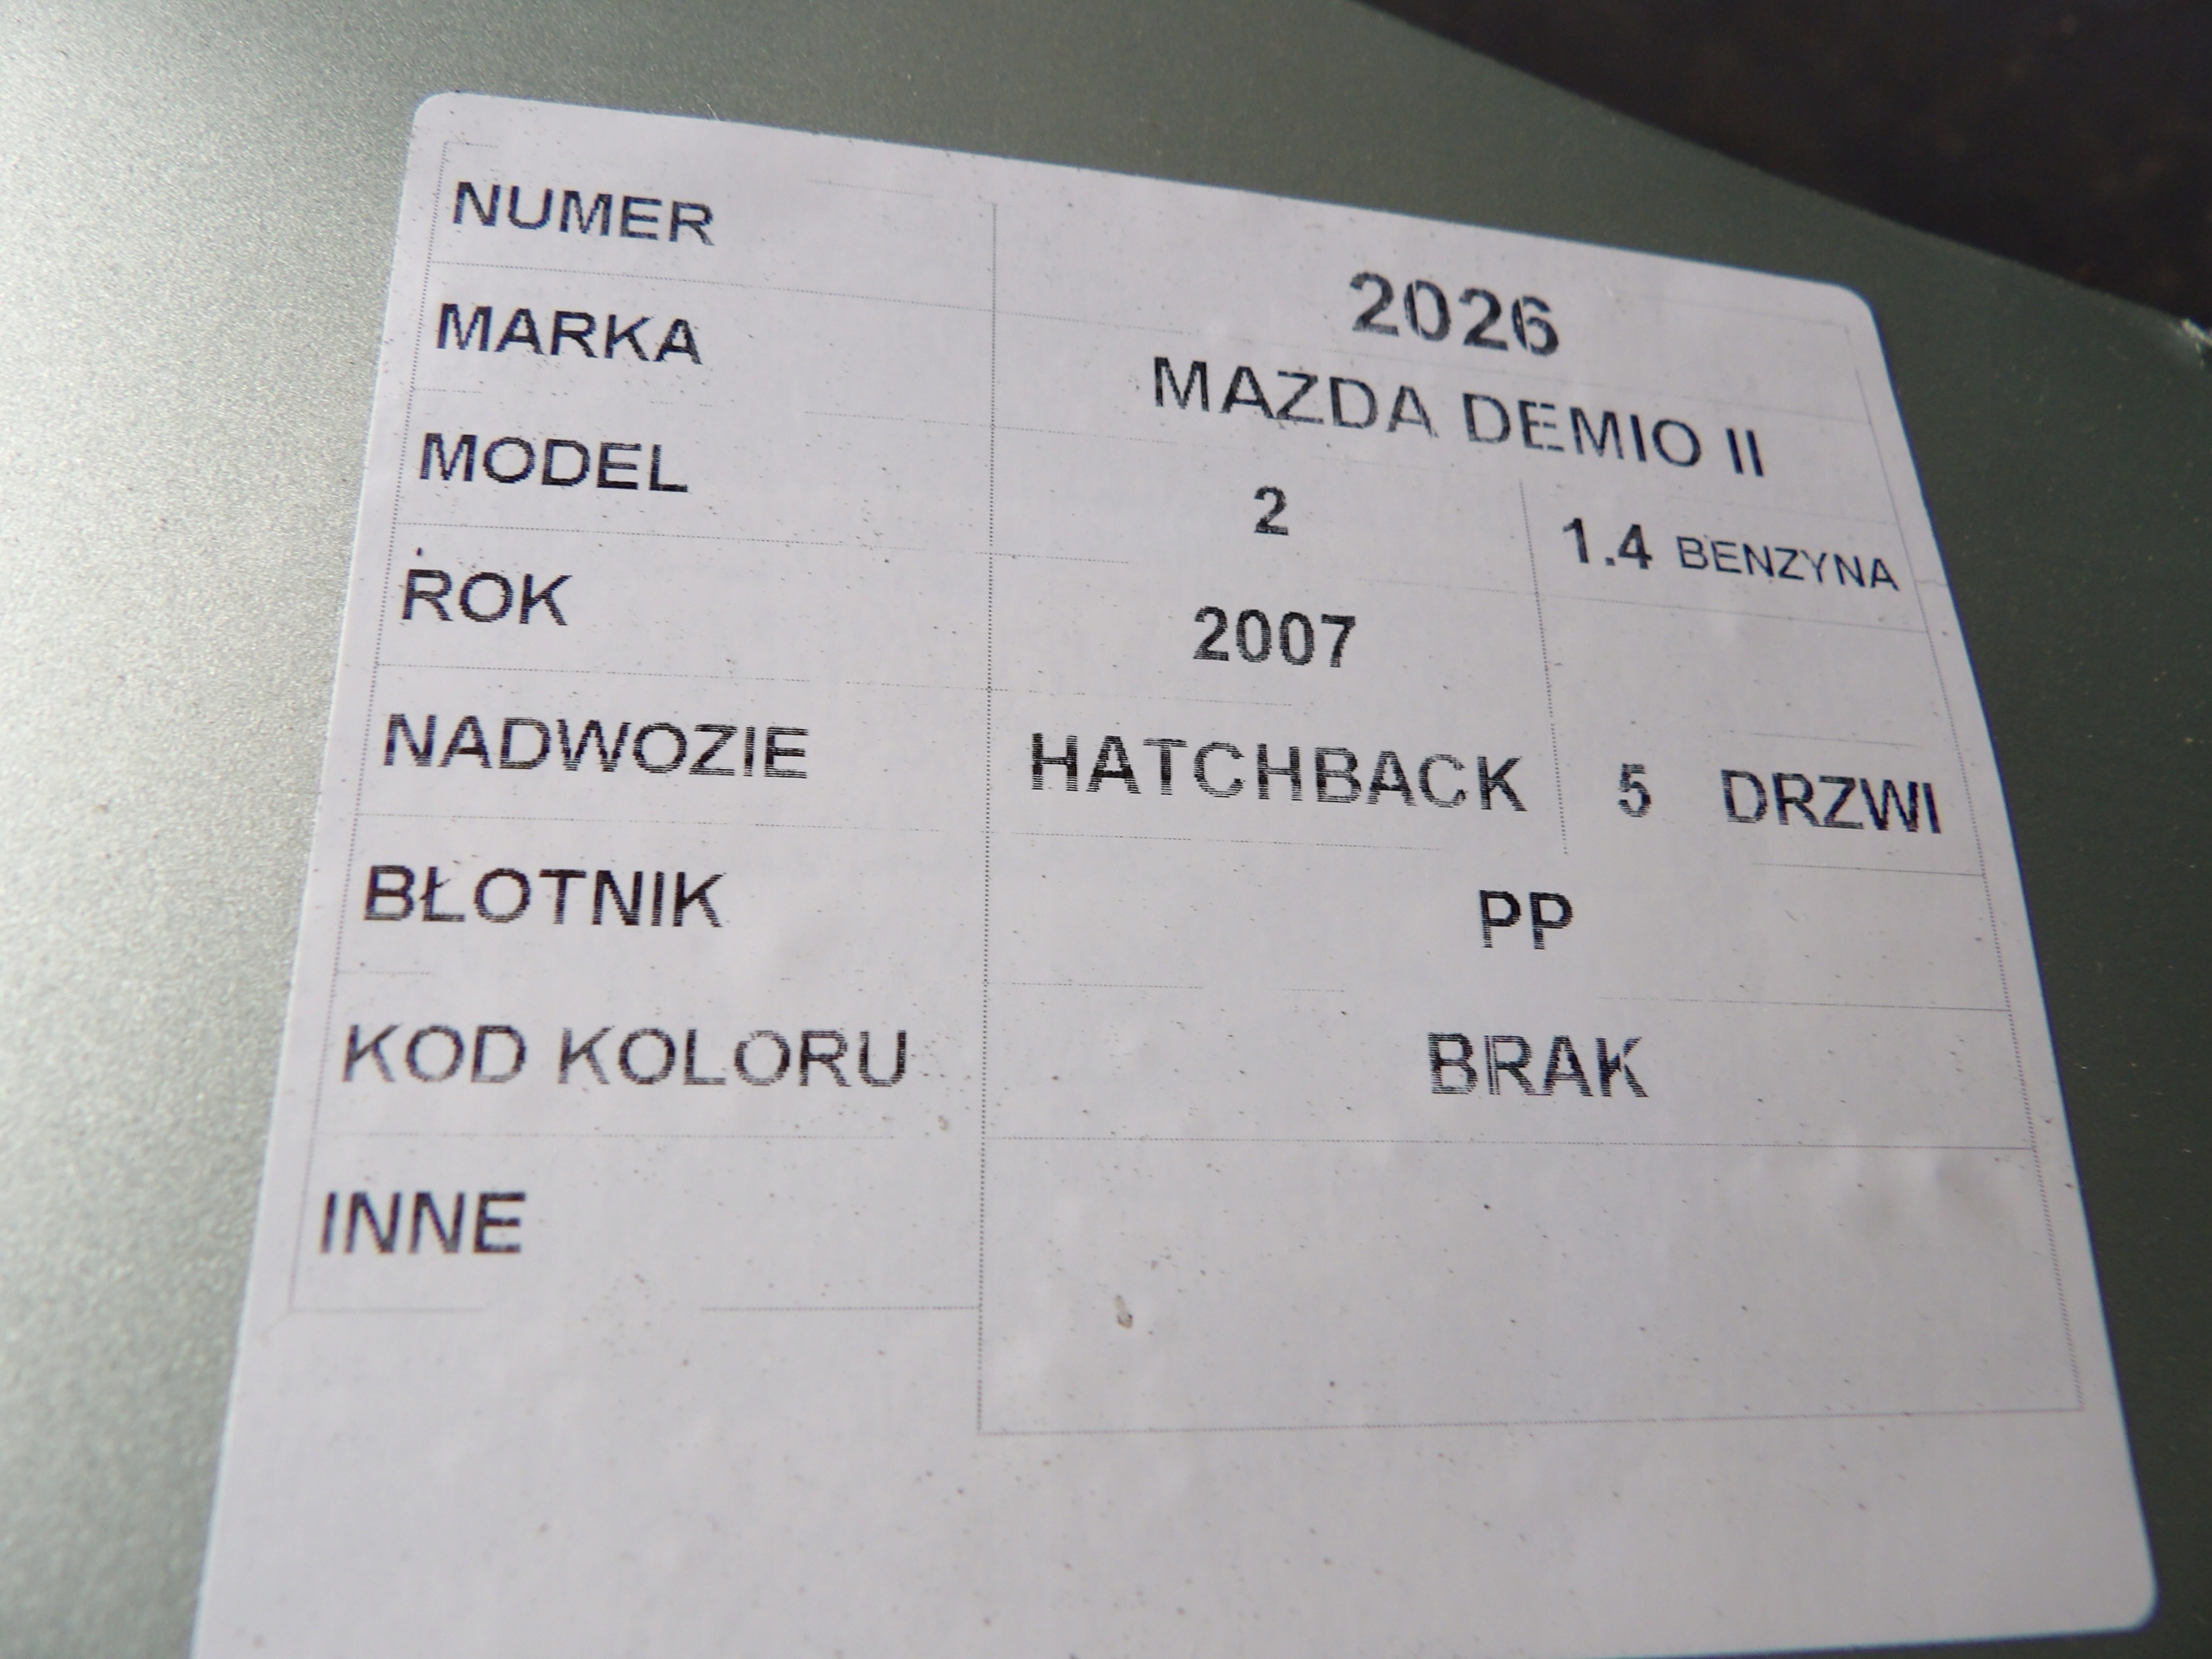 NUMER 2026
MARKA MAZDA DEMIO II
MODEL 2 1.4 BENZYNA
ROK 2007
NADWOZIE HATCHBACK 5 DRZWI
BŁOTNIK PP
KOD KOLORU BRAK
INNE